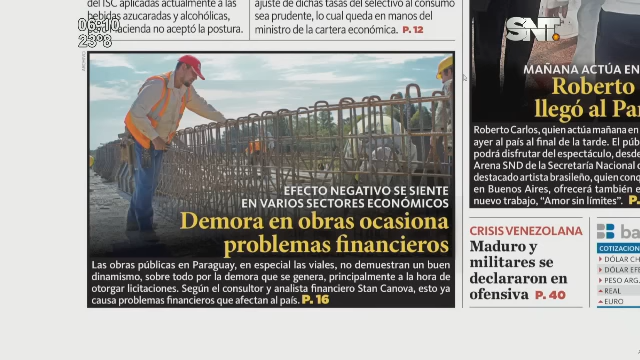 del ISC aplicadas actualmente a las
bebidas azucaradas y alcohólicas,
Hacienda no aceptó la postura.
06:10
23°8
ajuste de dichas tasas del selectivo al consumo
sea prudente, lo cual queda en manos del
ministro de la cartera económica. P. 12
SNT
EFECTO NEGATIVO SE SIENTE
EN VARIOS SECTORES ECONÓMICOS
Demora en obras ocasiona
problemas financieros
Las obras públicas en Paraguay, en especial las viales, no demuestran un buen
dinamismo, sobre todo por la demora que se genera, principalmente a la hora de
otorgar licitaciones. Según el consultor y analista financiero Stan Canova, esto ya
causa problemas financieros que afectan al país. P. 16
MAÑANA ACTÚA EN
Roberto
llegó al Pa
Roberto Carlos, quien actúa mañana en
ayer al país al final de la tarde. El púb
podrá disfrutar del espectáculo, desde
Arena SND de la Secretaría Nacional d
destacado artista brasileño, quien conq
en Buenos Aires, ofrecerá también e
nuevo trabajo, “Amor sin límites”. P.
CRISIS VENEZOLANA
Maduro y
militares se
declararon en
ofensiva P. 40
ba
COTIZACION
DÓLAR CH
DÓLAR EFE
PESO ARG.
REAL
EURO